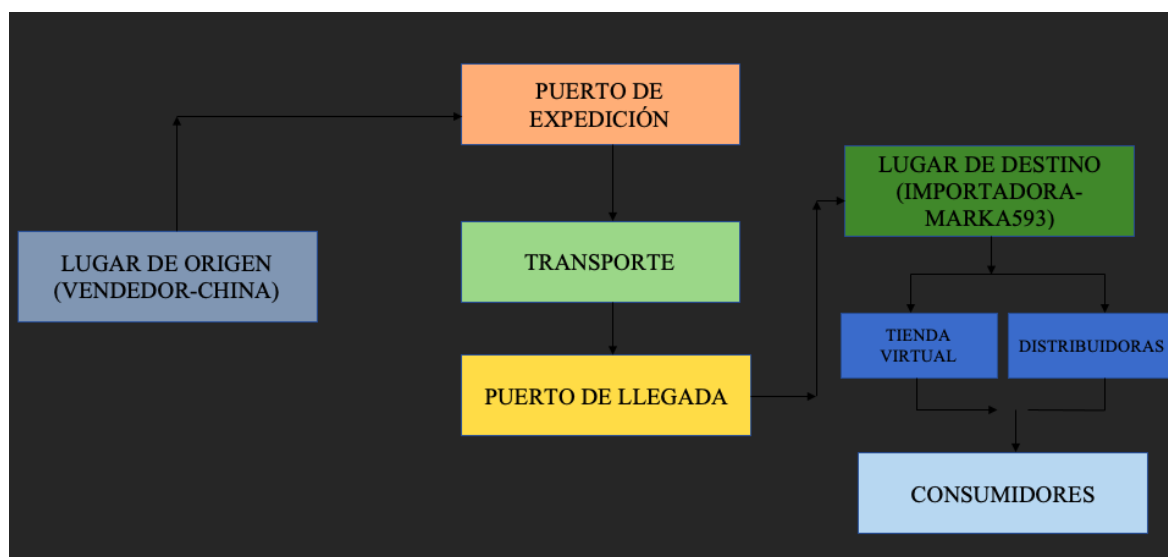 LUGAR DE ORIGEN
(VENDEDOR-CHINA)
PUERTO DE
EXPEDICIÓN
TRANSPORTE
PUERTO DE LLEGADA
LUGAR DE DESTINO
(IMPORTADORA-
MARKA593)
TIENDA
VIRTUAL
DISTRIBUIDORAS
CONSUMIDORES